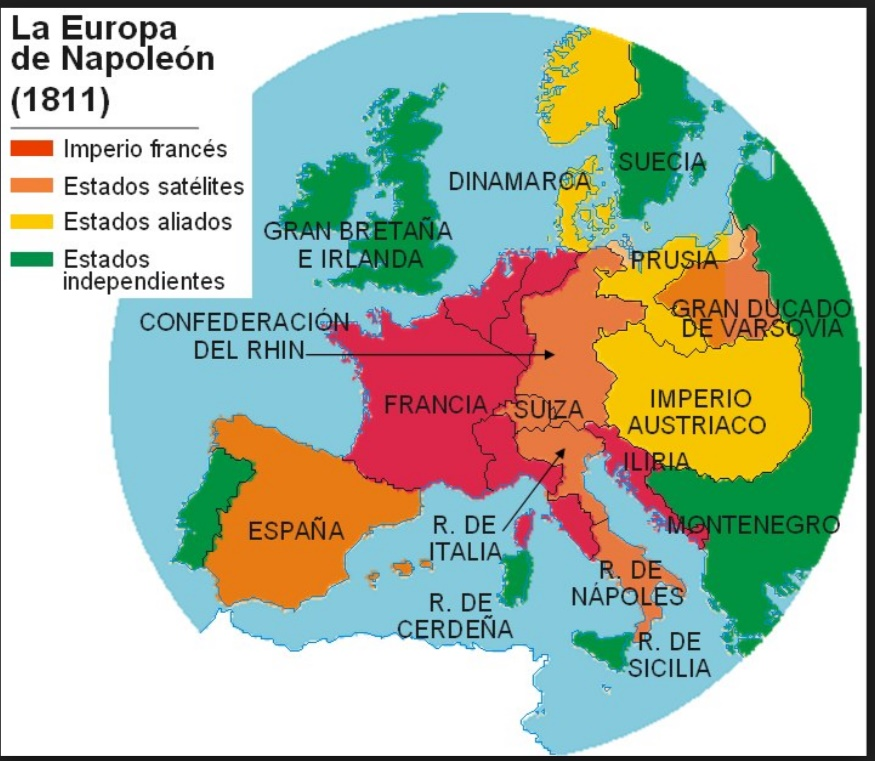 La Europa
de Napoleón
(1811)
Imperio francés
Estados satélites
Estados aliados
Estados
independientes
SUECIA
DINAMARCA
GRAN BRETAÑA
E IRLANDA
PRUSIA
GRAN DUCADO
DE VARSOVIA
CONFEDERACIÓN
DEL RHIN
FRANCIA
SUIZA
IMPERIO
AUSTRIACO
ILIRIA
ESPAÑA
R. DE
ITALIA
MONTENEGRO
R. DE
NÁPOLES
R. DE
CERDEÑA
R. DE
SICILIA